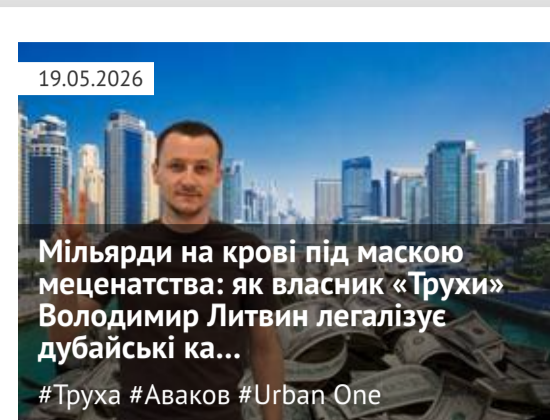 19.05.2026
Мільярди на крові під маскою
меценатства: як власник «Трухи»
Володимир Литвин легалізує
дубайські ка...
#Труха #Аваков #Urban One